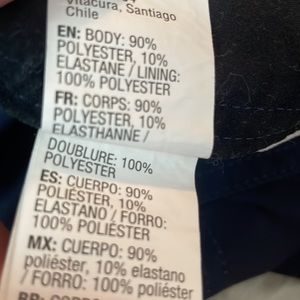 Vitacura, Santiago
Chile
EN: BODY: 90%
POLYESTER, 10%
ELASTANE / LINING:
100% POLYESTER
FR: CORPS: 90%
POLYESTER, 10%
ELASTHANNE /
DOUBLURE: 100%
POLYESTER
ES: CUERPO: 90%
POLIÉSTER, 10%
ELASTANO / FORRO:
100% POLIÉSTER
MX: CUERPO: 90%
poliéster, 10% elastano
/ FORRO: 100% poliéster